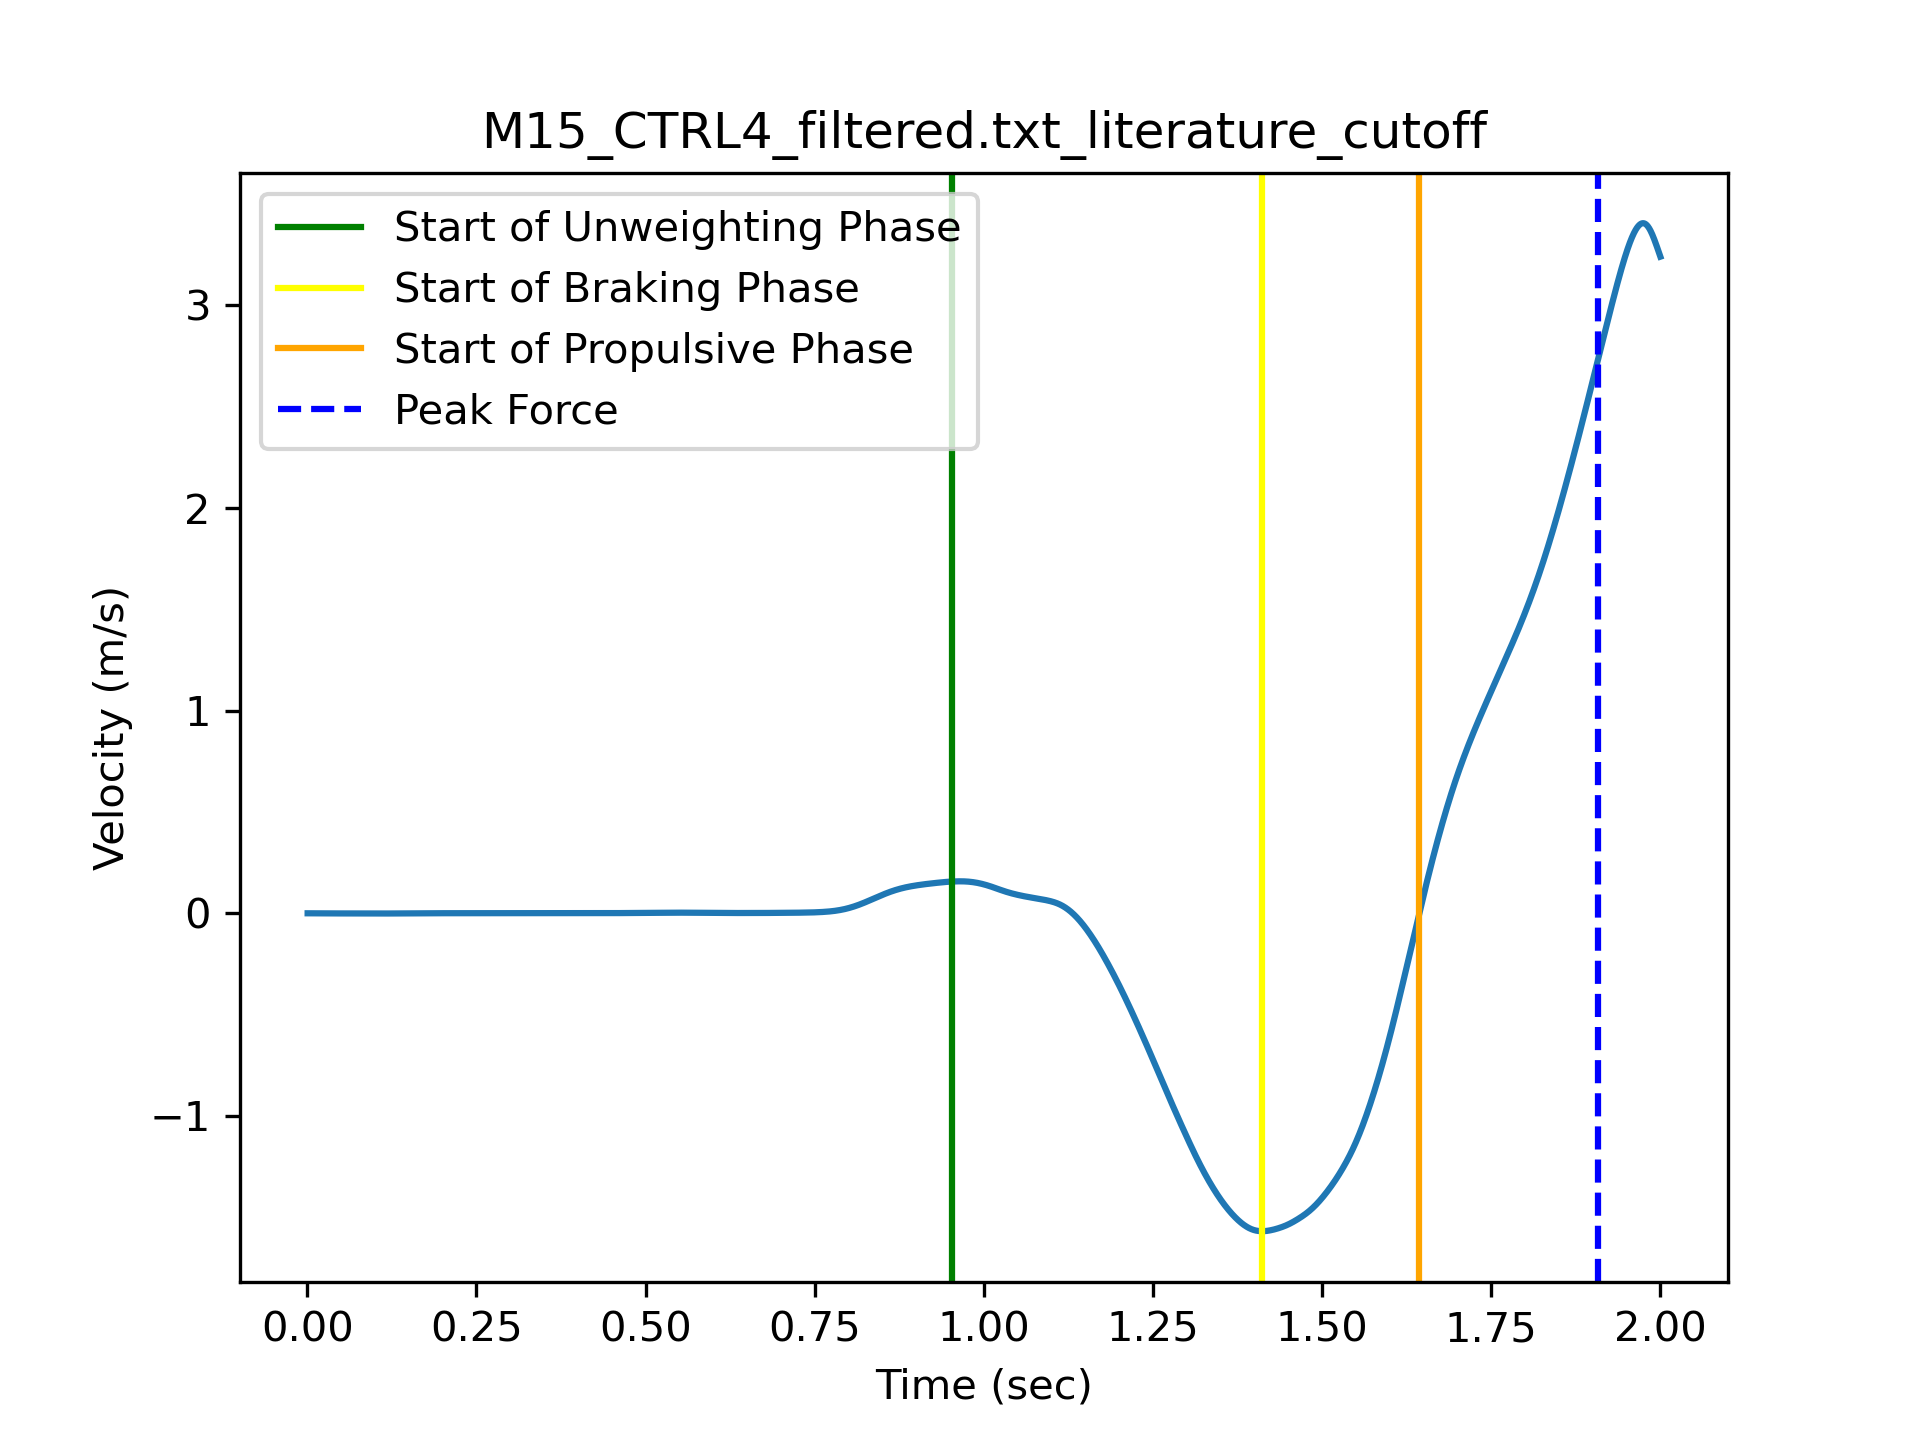 M15_CTRL4_filtered.txt_literature_cutoff
Start of Unweighting Phase
Start of Braking Phase
Start of Propulsive Phase
Peak Force
3
2
1
0
−1
Velocity (m/s)
0.00 0.25 0.50 0.75 1.00 1.25 1.50 1.75 2.00
Time (sec)